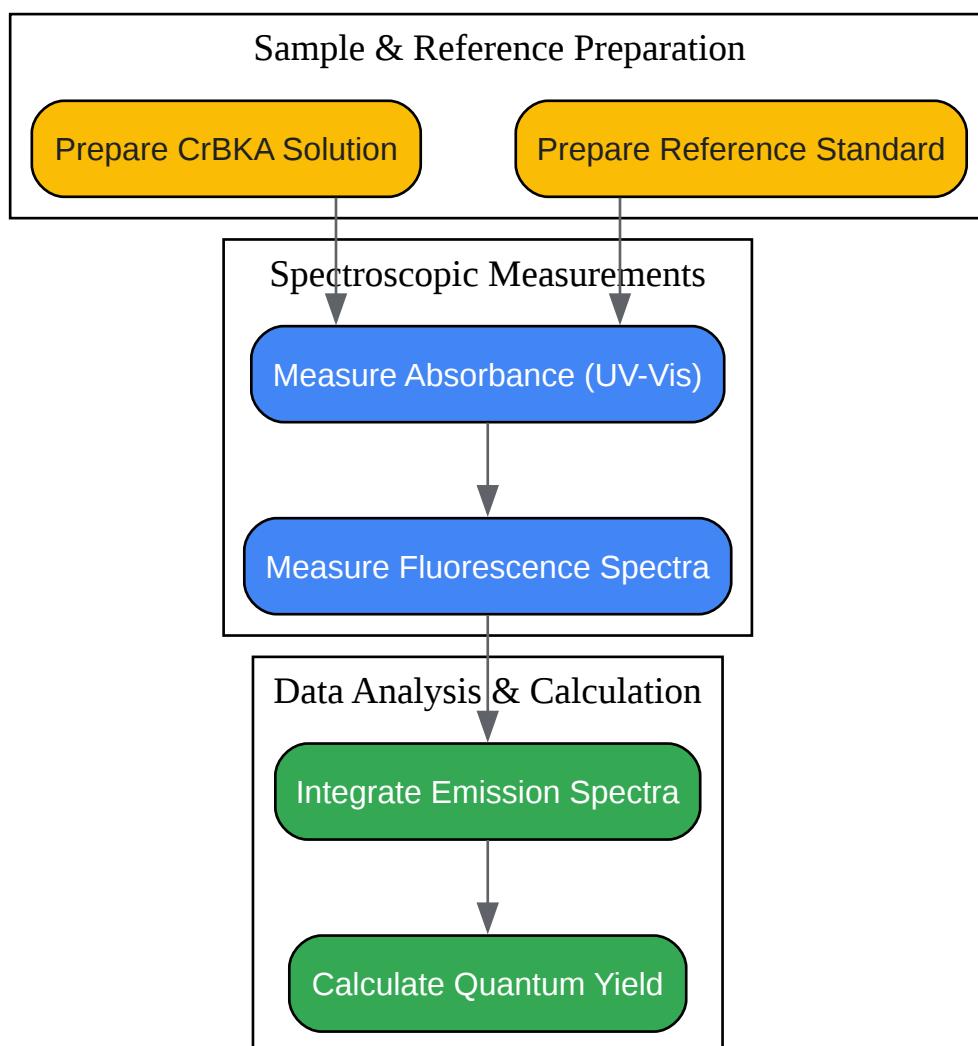 Sample & Reference Preparation
Prepare CrBKA Solution
Prepare Reference Standard
Spectroscopic Measurements
Measure Absorbance (UV-Vis)
Measure Fluorescence Spectra
Data Analysis & Calculation
Integrate Emission Spectra
Calculate Quantum Yield